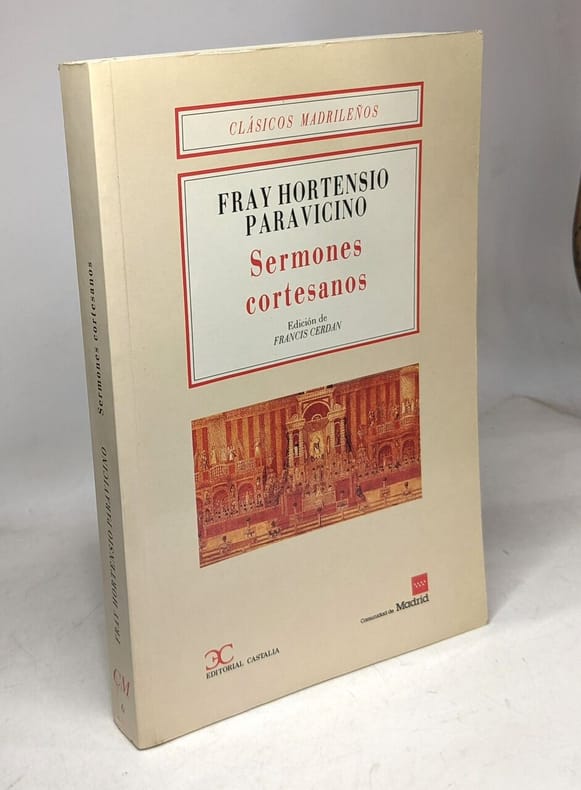 CLÁSICOS MADRILEÑOS
FRAY HORTENSIO
PARAVICINO
Sermones
cortesanos
Edición de
FRANCIS CERDAN
Comunidad de Madrid
EDITORIAL CASTALIA
Sermones cortesanos
FRAY HORTENSIO PARAVICINO
CM
6